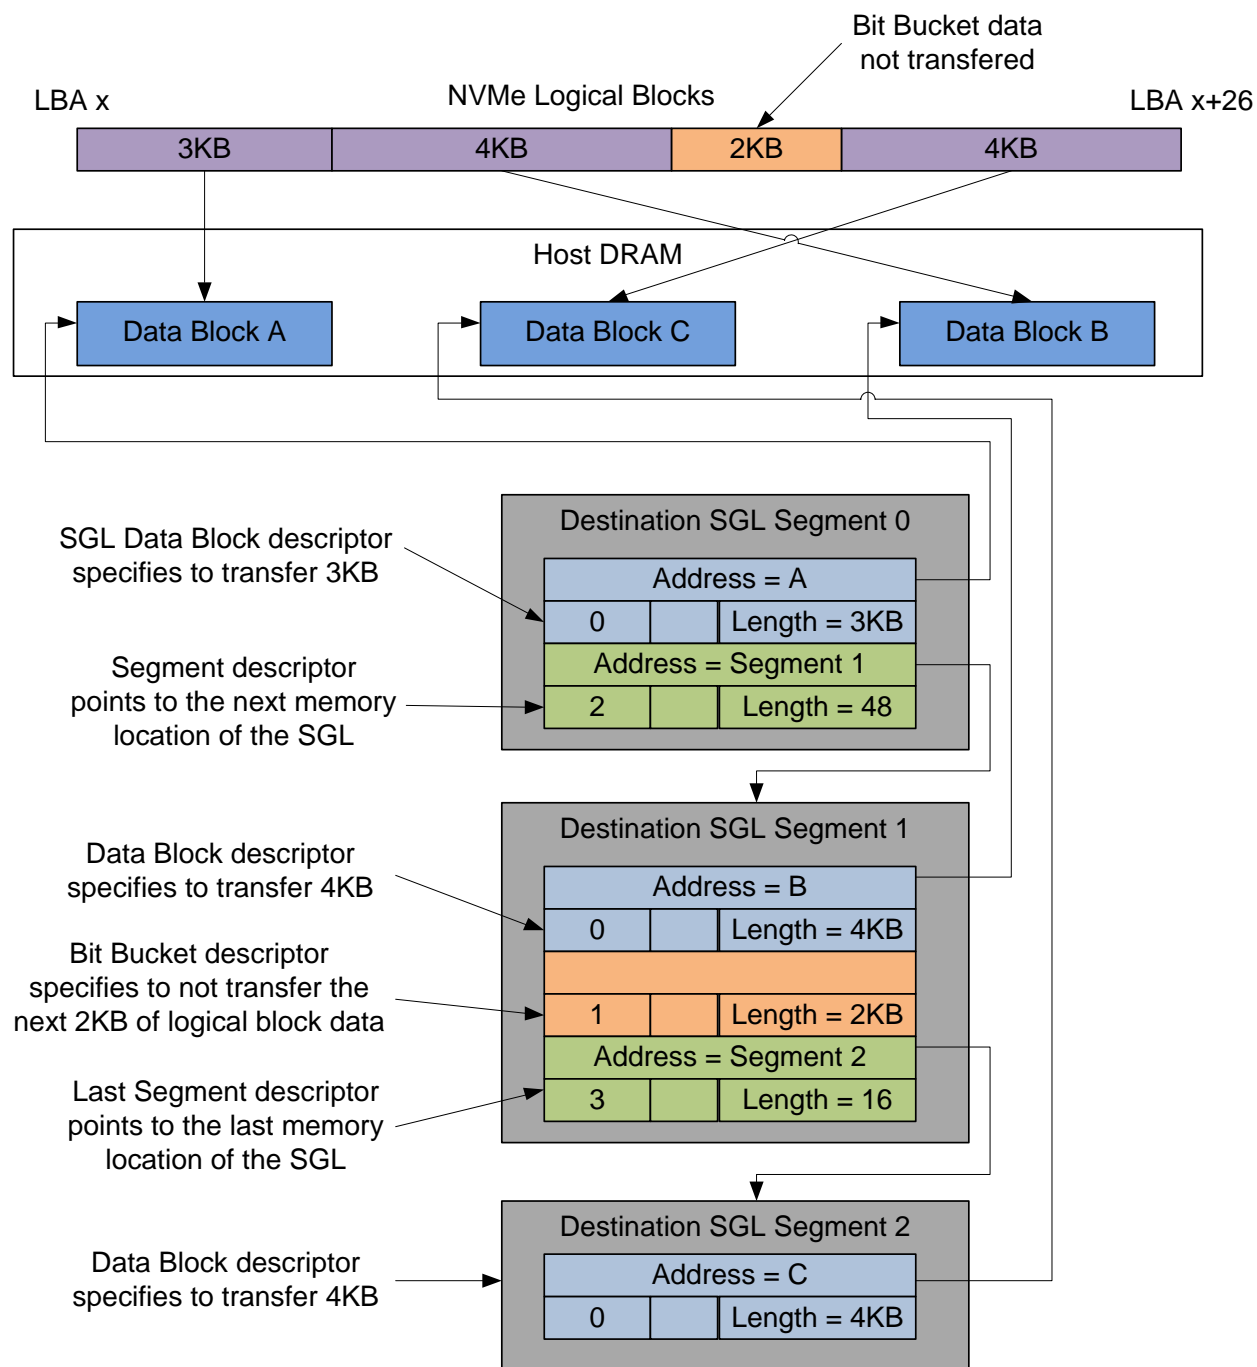 Bit Bucket data
not transfered
LBA x
NVMe Logical Blocks
LBA x+26
3KB
4KB
2KB
4KB
Host DRAM
Data Block A
Data Block C
Data Block B
Destination SGL Segment 0
SGL Data Block descriptor
specifies to transfer 3KB
Address = A
0
Length = 3KB
Segment descriptor
points to the next memory
location of the SGL
Address = Segment 1
2
Length = 48
Destination SGL Segment 1
Data Block descriptor
specifies to transfer 4KB
Address = B
0
Length = 4KB
Bit Bucket descriptor
specifies to not transfer the
next 2KB of logical block data
1
Length = 2KB
Address = Segment 2
Last Segment descriptor
points to the last memory
location of the SGL
3
Length = 16
Destination SGL Segment 2
Data Block descriptor
specifies to transfer 4KB
Address = C
0
Length = 4KB